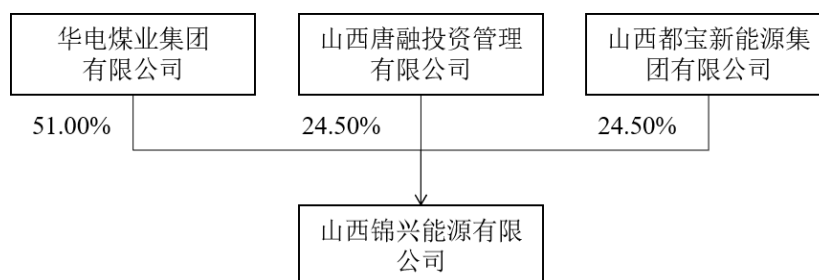 华电煤业集团
有限公司
山西唐融投资管理
有限公司
山西都宝新能源集
团有限公司
51.00%
24.50%
24.50%
山西锦兴能源有限
公司